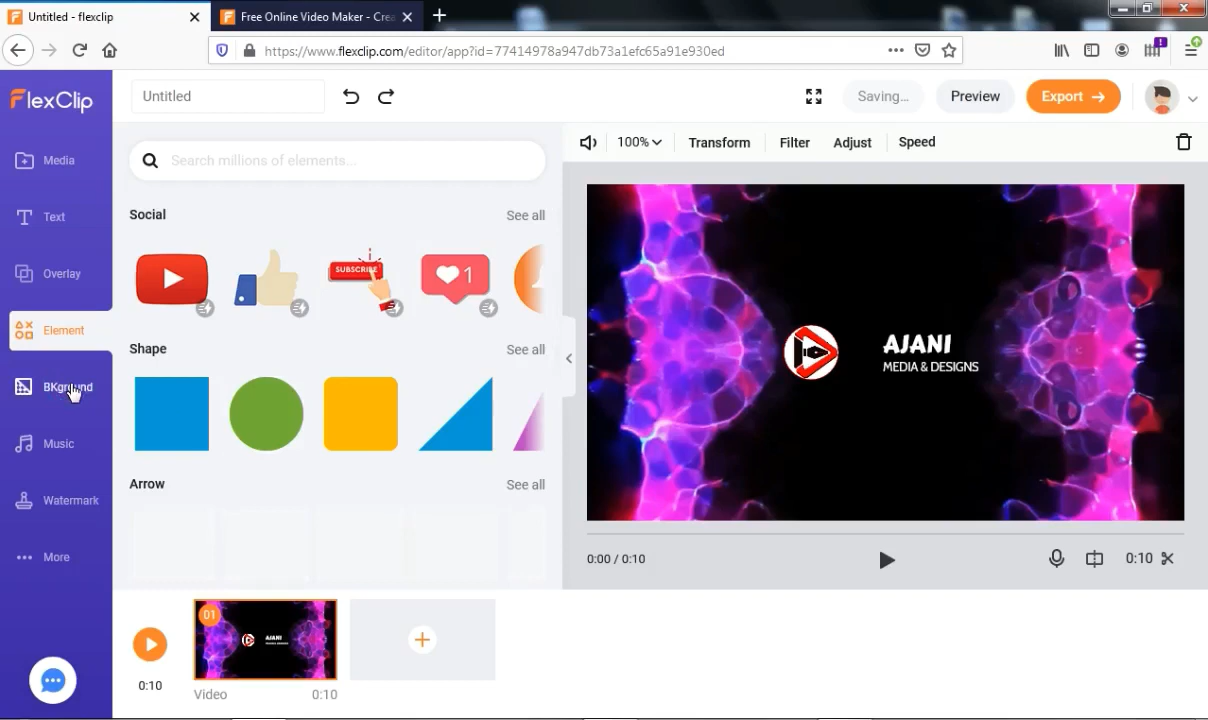 Untitled - flexclip
Free Online Video Maker - Crea
https://www.flexclip.com/editor/app?id=77414978a947db73a1efc65a91e930ed
FlexClip
Untitled
Saving...
Preview
Export
Media
Text
Overlay
Element
BKground
Music
Watermark
More
Search millions of elements...
Social
See all
SUBSCRIBE
1
Shape
See all
Arrow
See all
100%
Transform
Filter
Adjust
Speed
AJANI
MEDIA & DESIGNS
0:00 / 0:10
0:10
0:10
01
AJANI
Video
0:10